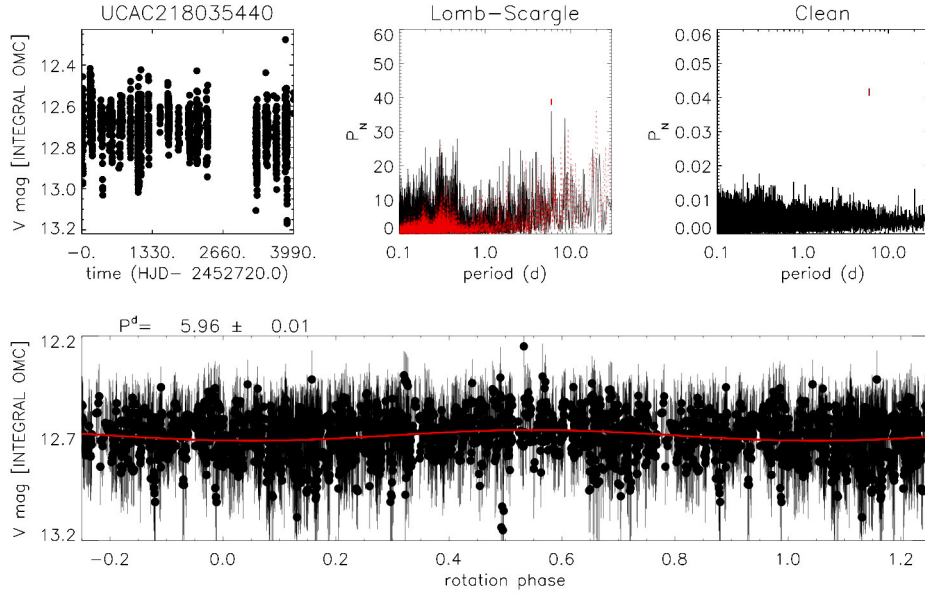 UCAC218035440
Lomb-Scargle
Clean
V mag [INTEGRAL OMC]
12.4
12.6
12.8
13.0
13.2
-0. 1330. 2660. 3990.
time (HJD- 2452720.0)
P_N
60
50
40
30
20
10
0
0.1 1.0 10.0
period (d)
P_N
0.06
0.05
0.04
0.03
0.02
0.01
0.00
0.1 1.0 10.0
period (d)
P^d= 5.96 ± 0.01
V mag [INTEGRAL OMC]
12.2
12.7
13.2
-0.2 0.0 0.2 0.4 0.6 0.8 1.0 1.2
rotation phase